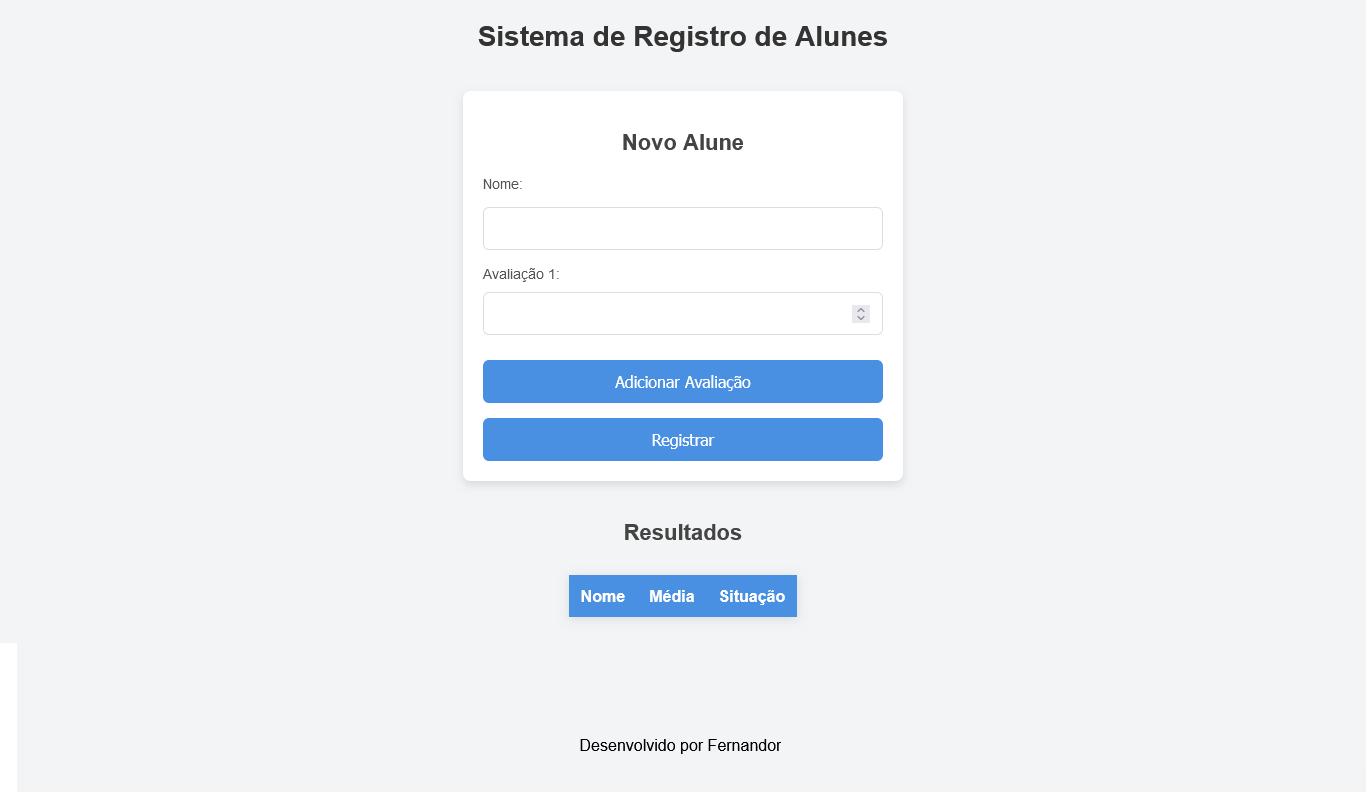 Sistema de Registro de Alunes
Novo Alune
Nome:
Avaliação 1:
Adicionar Avaliação
Registrar
Resultados
Nome Média Situação
Desenvolvido por Fernandor